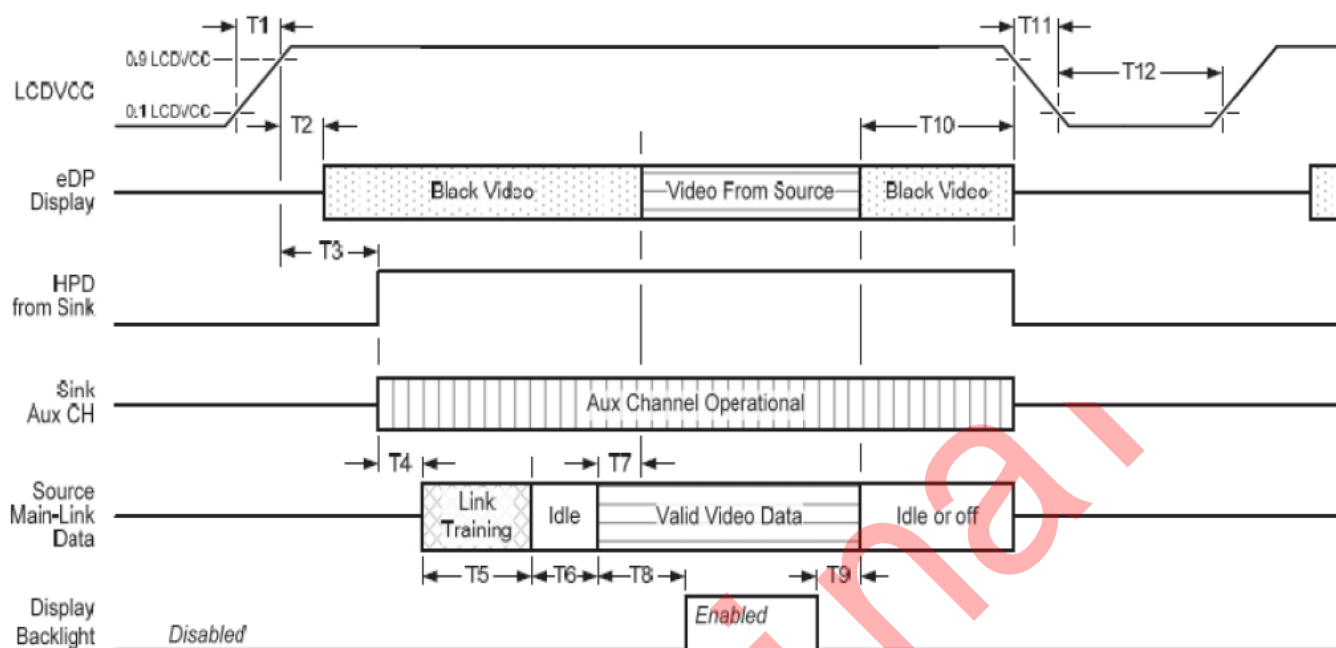 T1
T11
0.9 LCDVCC
T12
LCDVCC
0.1 LCDVCC
T2
T10
eDP
Display
Black Video
Video From Source
Black Video
T3
HPD
from Sink
Sink
Aux CH
Aux Channel Operational
T4
T7
Source
Main-Link
Data
Link
Training
Idle
Valid Video Data
Idle or off
T5
T6
T8
T9
Display
Backlight
Disabled
Enabled